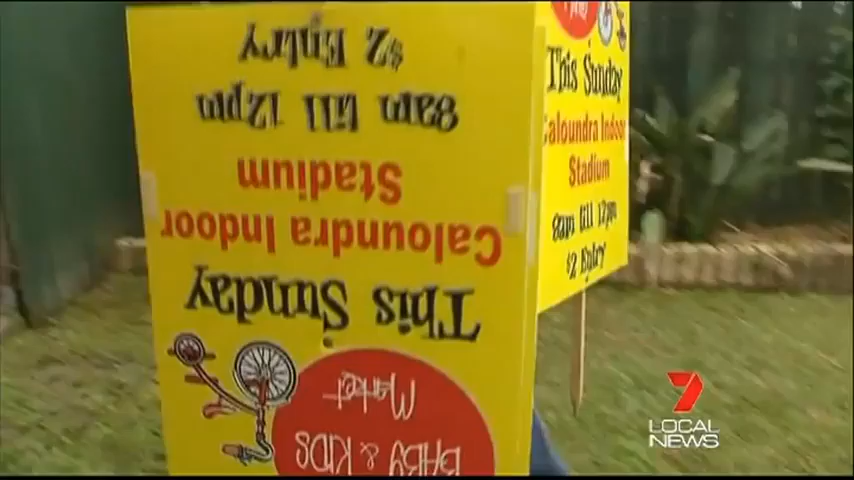 BABY & KIDS
Market
This Sunday
Caloundra Indoor
Stadium
8am till 12pm
$2 Entry
This Sunday
Caloundra Indoor
Stadium
8am till 12pm
$2 Entry
7
LOCAL
NEWS